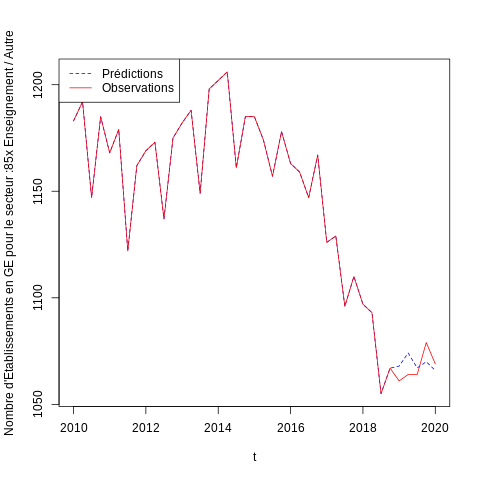 Nombre d'Etablissements en GE pour le secteur :85x Enseignement / Autre
1200
1150
1100
1050
Prédictions
Observations
2010 2012 2014 2016 2018 2020
t